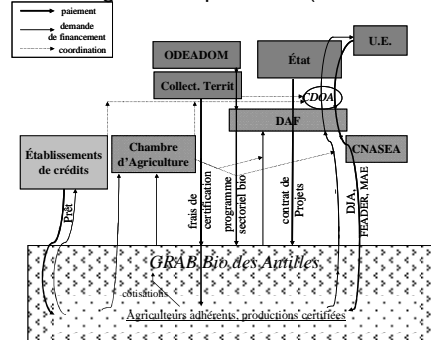 paiement
demande
de financement
coordination
ODEADOM
Collect. Territ
État
U.E.
CDOA
DAF
Établissements
de crédits
Chambre
d'Agriculture
CNASEA
Prêt
frais de
certification
programme
sectoriel bio
contrat de
Projets
DJA,
FEADER, MAE
GRAB Bio des Antilles
cotisations
Agriculteurs adhérents, productions certifiées